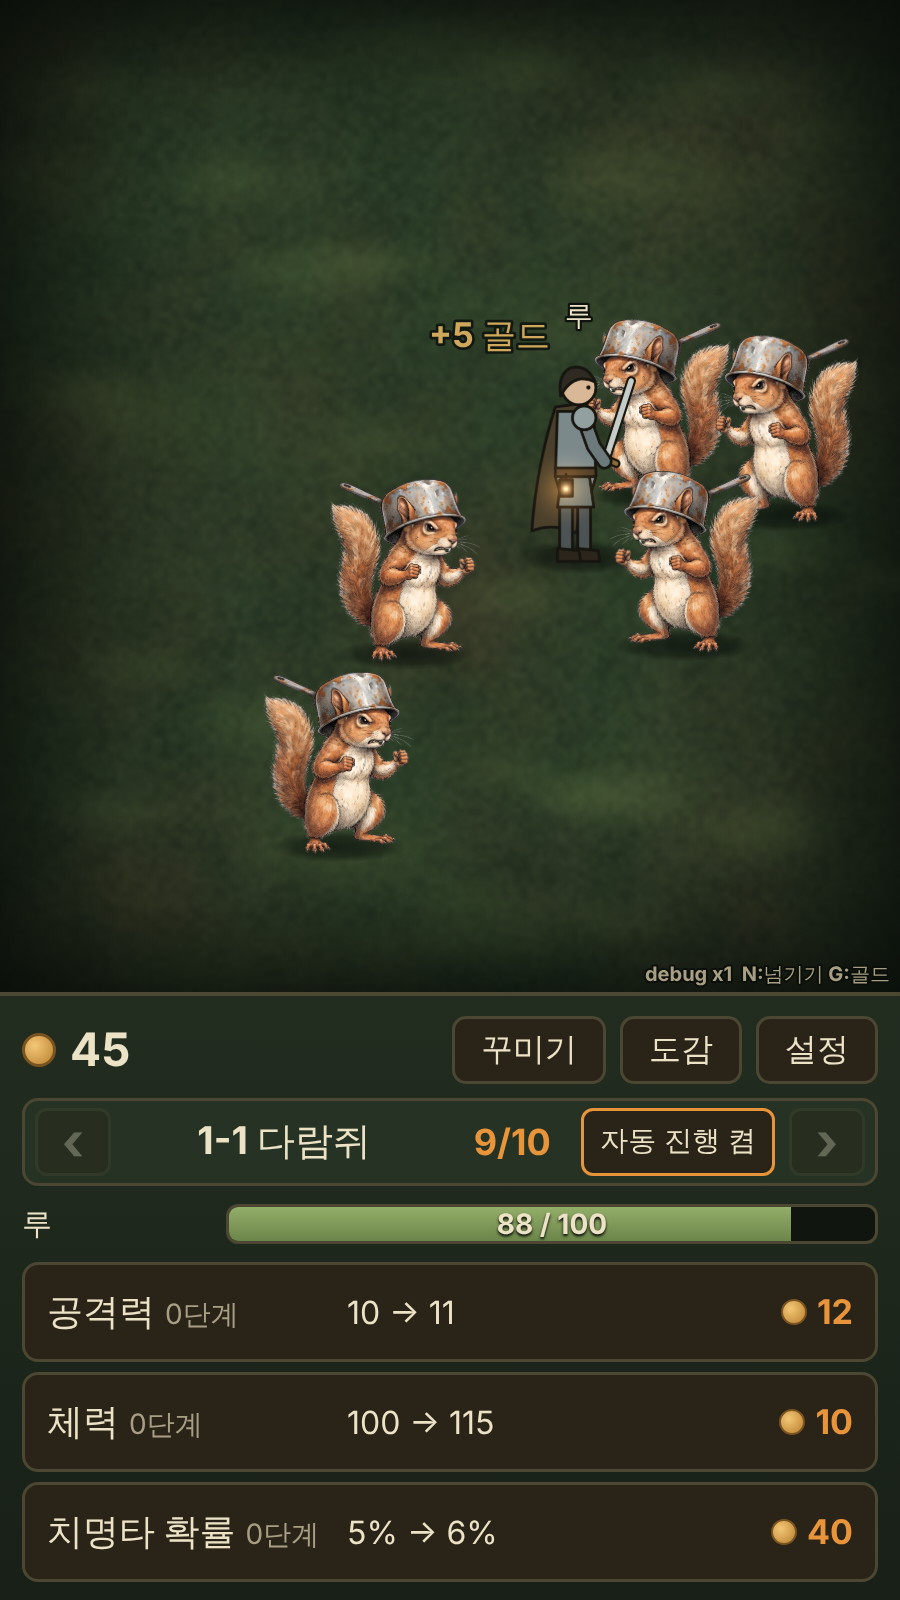 루
+5 골드
debug x1 N:넘기기 G:골드
45 꾸미기 도감 설정
‹ 1-1 다람쥐 9/10 자동 진행 켬 ›
루 88 / 100
공격력 0단계 10 → 11 12
체력 0단계 100 → 115 10
치명타 확률 0단계 5% → 6% 40